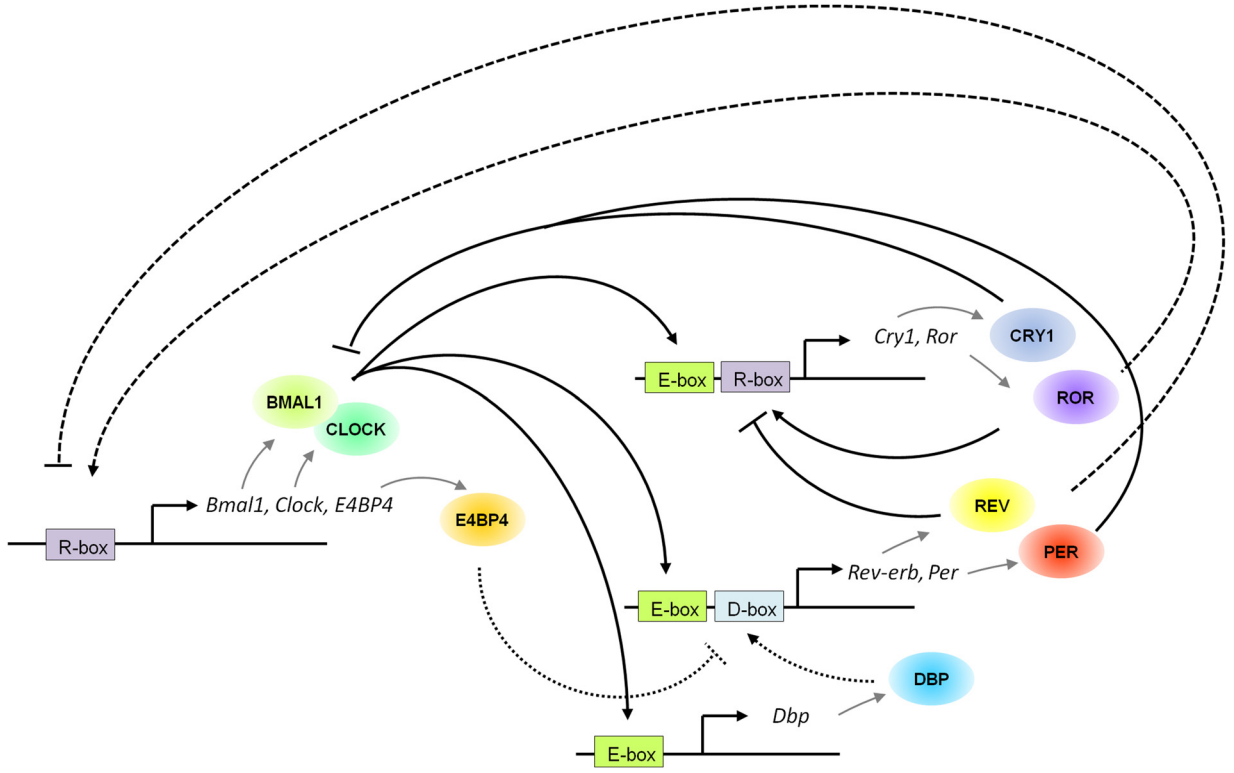 Cry1, Ror
CRY1
E-box
R-box
ROR
BMAL1
CLOCK
Bmal1, Clock, E4BP4
R-box
E4BP4
REV
PER
Rev-erb, Per
E-box
D-box
DBP
Dbp
E-box